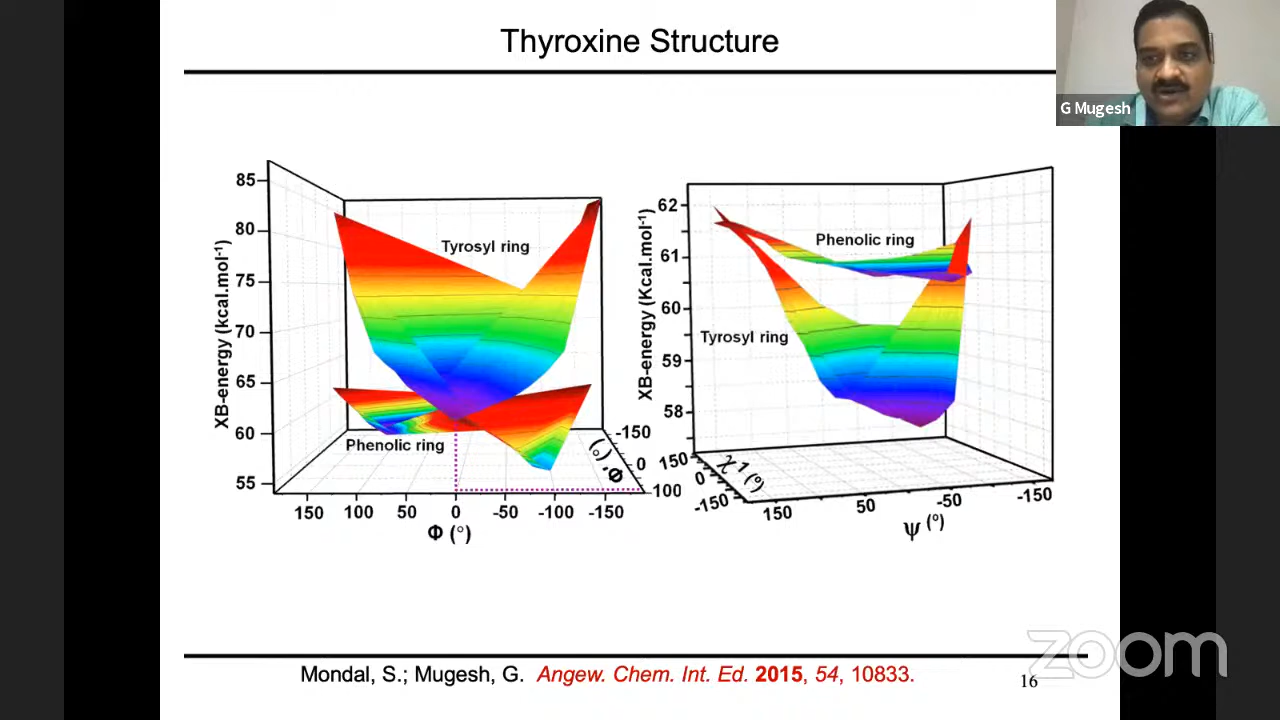 Thyroxine Structure
G Mugesh
85
80
75
70
65
60
55
XB-energy (kcal.mol-1)
Tyrosyl ring
Phenolic ring
150 100 50 0 -50 -100 -150
Φ (°)
-150
0
100
Φ' (°)
62
61
60
59
58
XB-energy (Kcal.mol-1)
Phenolic ring
Tyrosyl ring
150
0
-150
χ 1 (º)
150 50 -50 -150
ψ (º)
Mondal, S.; Mugesh, G. Angew. Chem. Int. Ed. 2015, 54, 10833.
16
zoom